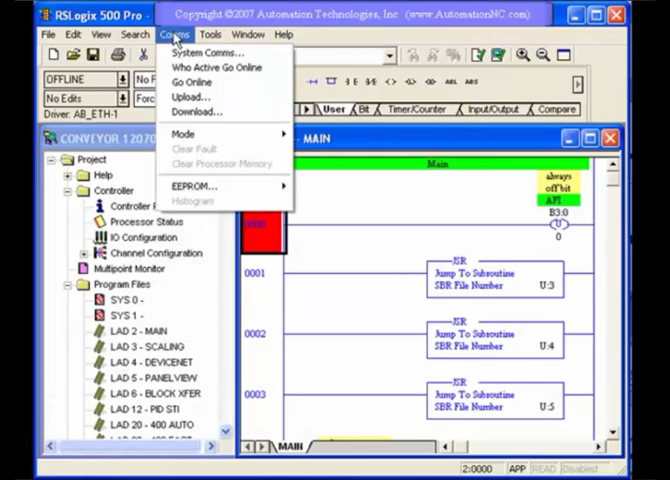 RSLogix 500 Pro
Copyright ©2007 Automation Technologies, Inc (www.AutomationNC.com)
File Edit View Search Comms Tools Window Help
System Comms...
Who Active Go Online
Go Online
Upload...
Download...
Mode
Clear Fault
Clear Processor Memory
EEPROM...
Histogram
OFFLINE
No F
No Edits
Forc
Driver: AB_ETH-1
ABL ABS
User Bit Timer/Counter Input/Output Compare
CONVEYOR 12070
- MAIN
Project
Help
Controller
Controller
Processor Status
IO Configuration
Channel Configuration
Multipoint Monitor
Program Files
SYS 0 -
SYS 1 -
LAD 2 - MAIN
LAD 3 - SCALING
LAD 4 - DEVICENET
LAD 5 - PANELVIEW
LAD 6 - BLOCK XFER
LAD 12 - PID STI
LAD 20 - 400 AUTO
Main
always
off bit
AFI
B3:0
0000
U
0
0001
JSR
Jump To Subroutine
SBR File Number U:3
0002
JSR
Jump To Subroutine
SBR File Number U:4
0003
JSR
Jump To Subroutine
SBR File Number U:5
MAIN
2:0000 APP READ Disabled